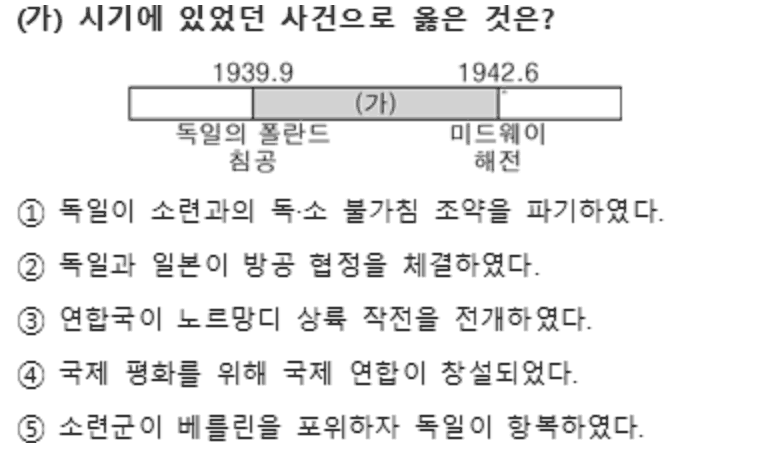 (가) 시기에 있었던 사건으로 옳은 것은?
1939.9 1942.6
(가)
독일의 폴란드 미드웨이
침공 해전
① 독일이 소련과의 독·소 불가침 조약을 파기하였다.
② 독일과 일본이 방공 협정을 체결하였다.
③ 연합국이 노르망디 상륙 작전을 전개하였다.
④ 국제 평화를 위해 국제 연합이 창설되었다.
⑤ 소련군이 베를린을 포위하자 독일이 항복하였다.